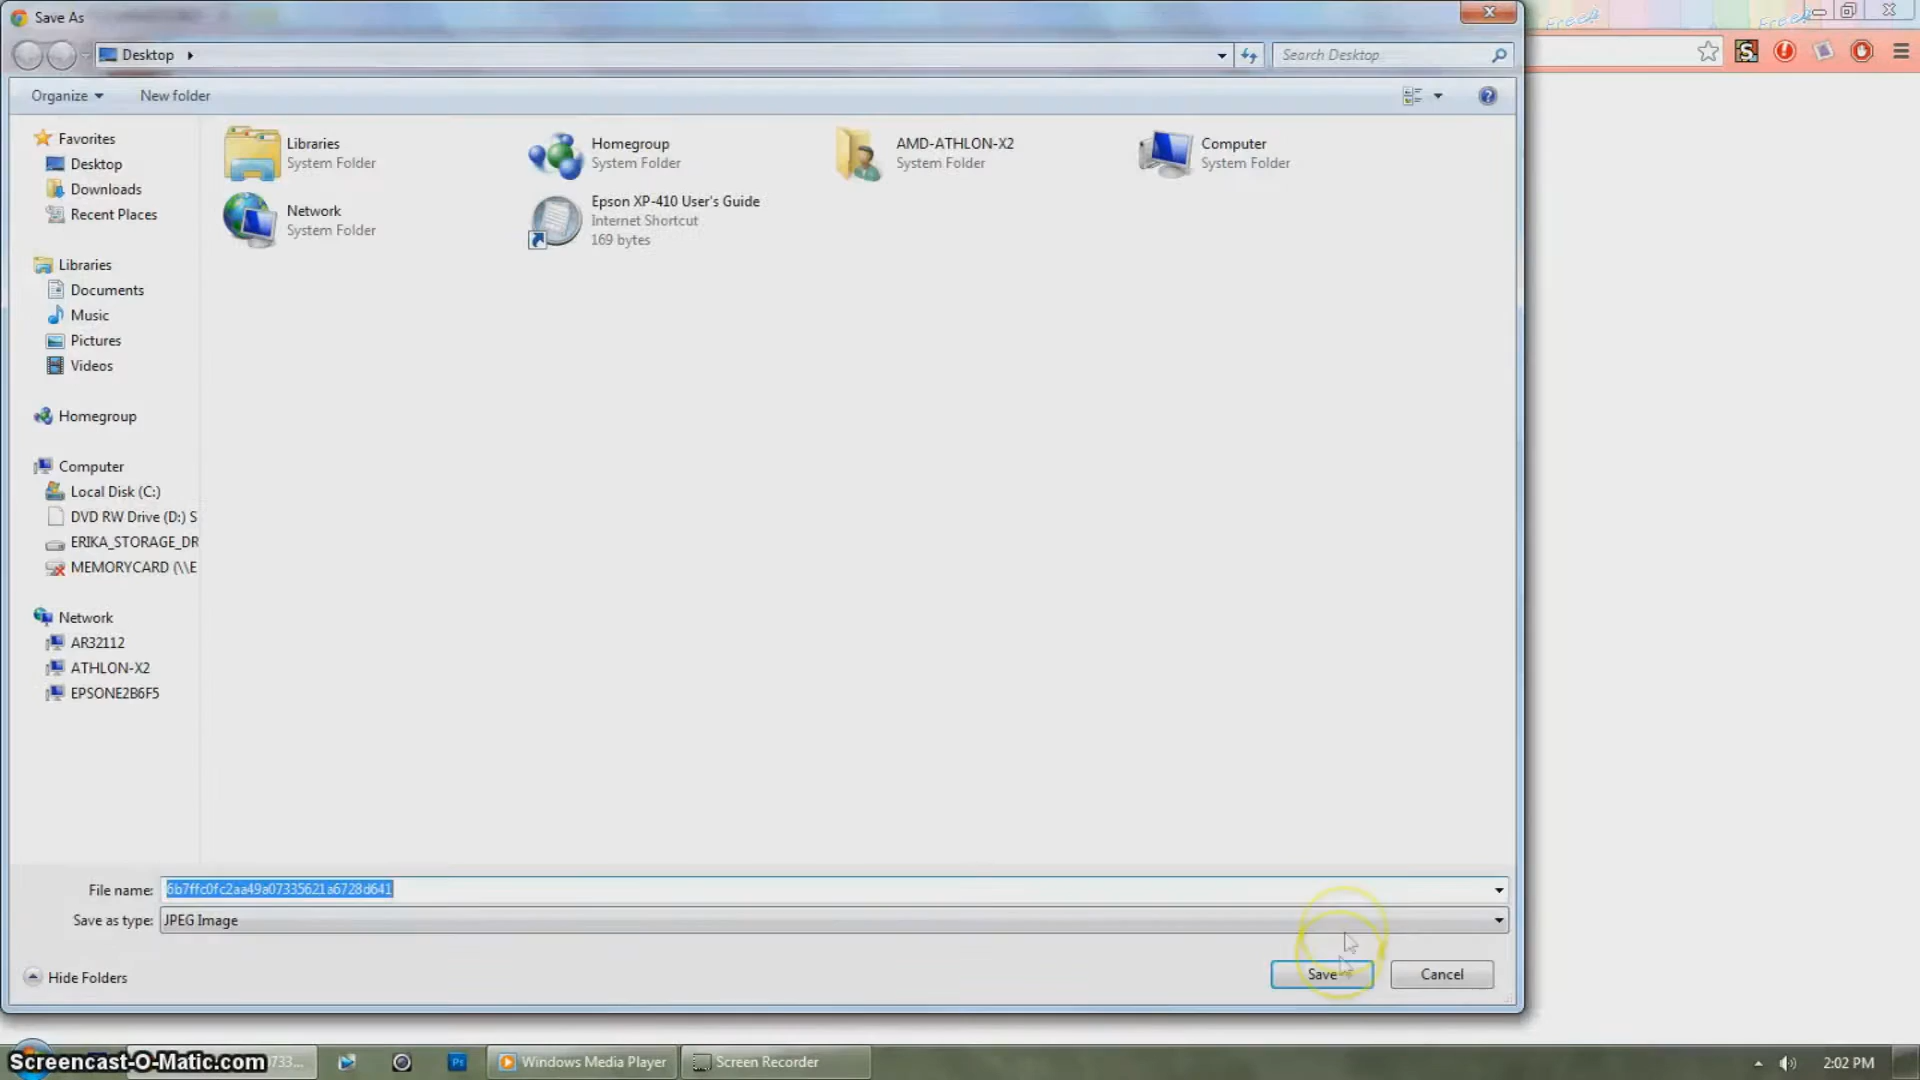 Save As
Desktop
Search Desktop
Organize
New folder
Favorites
Desktop
Downloads
Recent Places
Libraries
Documents
Music
Pictures
Videos
Homegroup
Computer
Local Disk (C:)
DVD RW Drive (D:) S
ERIKA_STORAGE_DR
MEMORYCARD (\\E
Network
AR32112
ATHLON-X2
EPSONE2B6F5
Libraries
System Folder
Homegroup
System Folder
AMD-ATHLON-X2
System Folder
Computer
System Folder
Network
System Folder
Epson XP-410 User's Guide
Internet Shortcut
169 bytes
File name:
6b7ffc0fc2aa49a07335621a6728d641
Save as type:
JPEG Image
Hide Folders
Save
Cancel
Screencast-O-Matic.com
Windows Media Player
Screen Recorder
2:02 PM